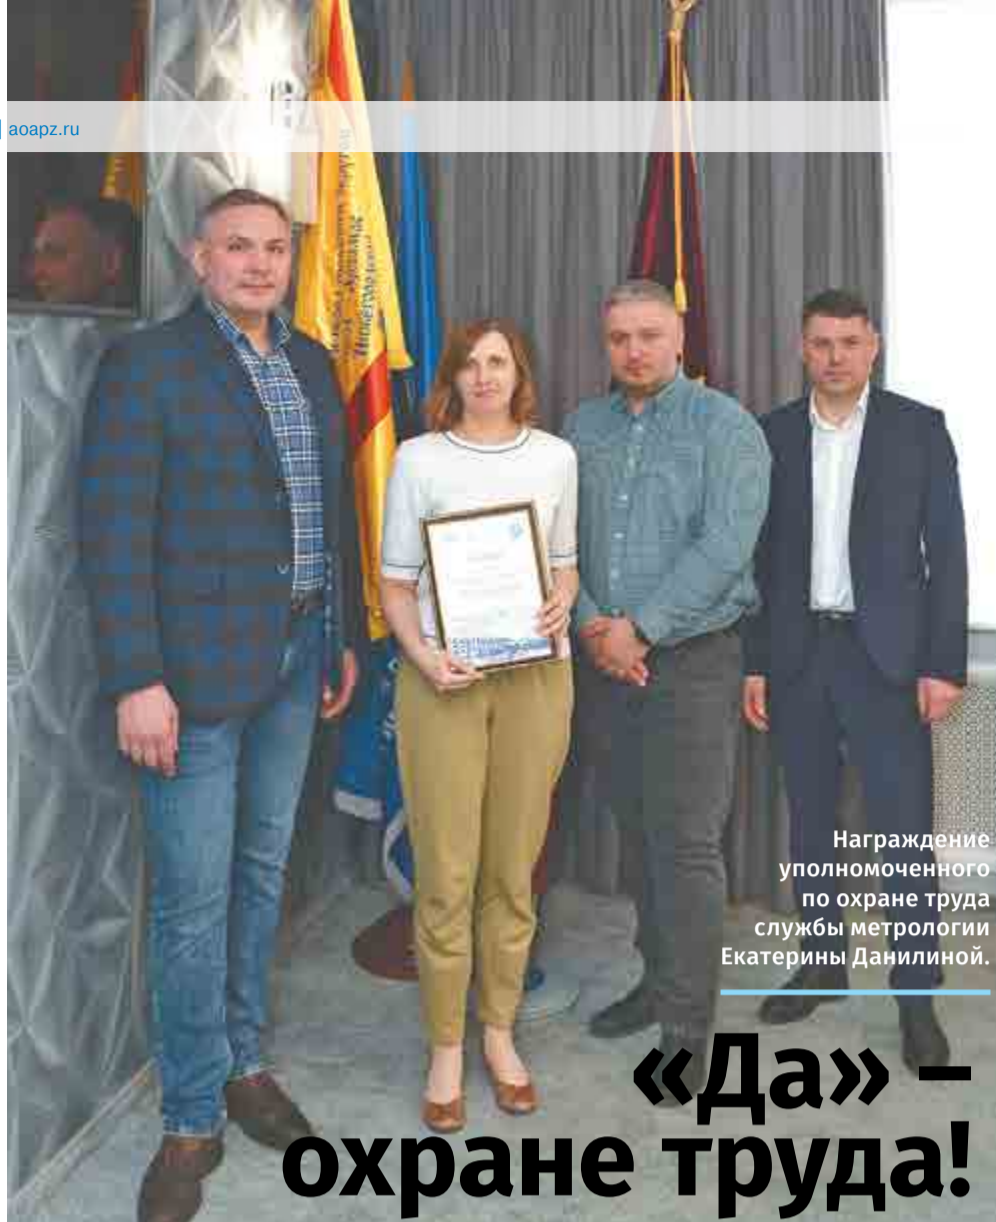 aoapz.ru
Награждение
уполномоченного
по охране труда
службы метрологии
Екатерины Данилиной.
«Да» –
охране труда!